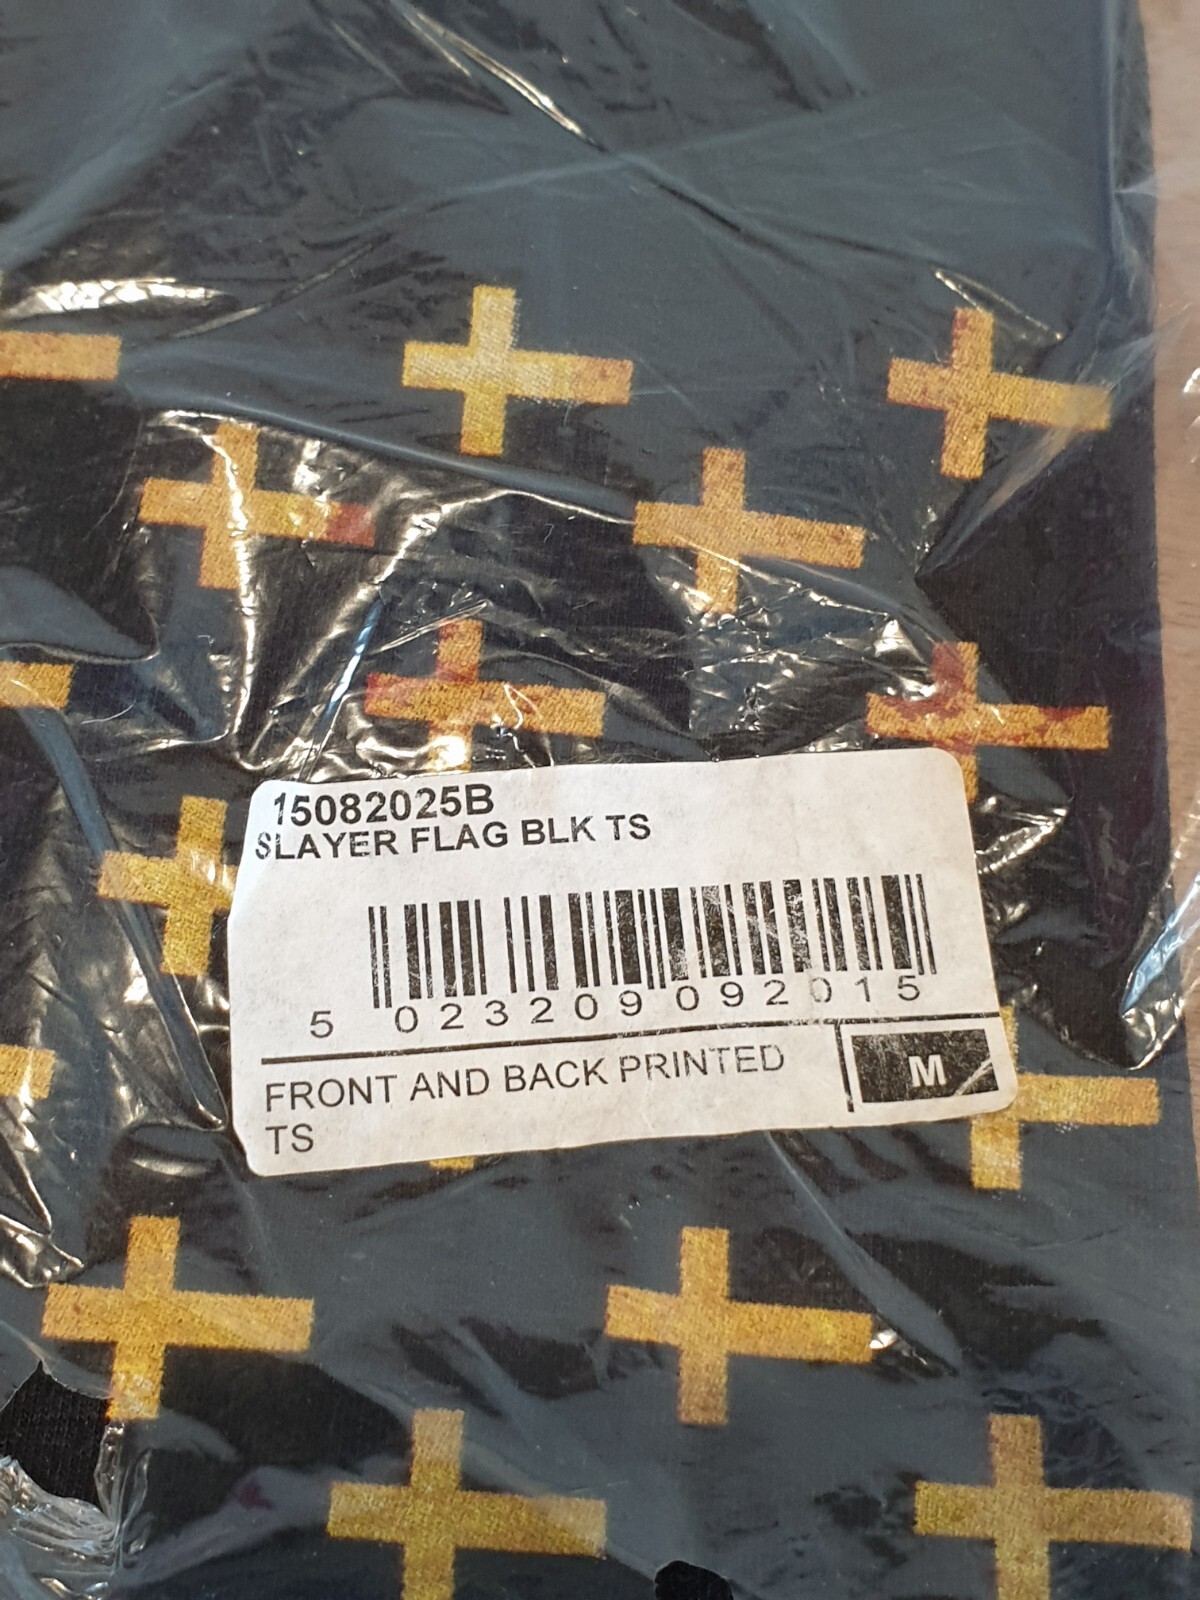 15082025B
SLAYER FLAG BLK TS
5 023209 092015
FRONT AND BACK PRINTED
TS
M